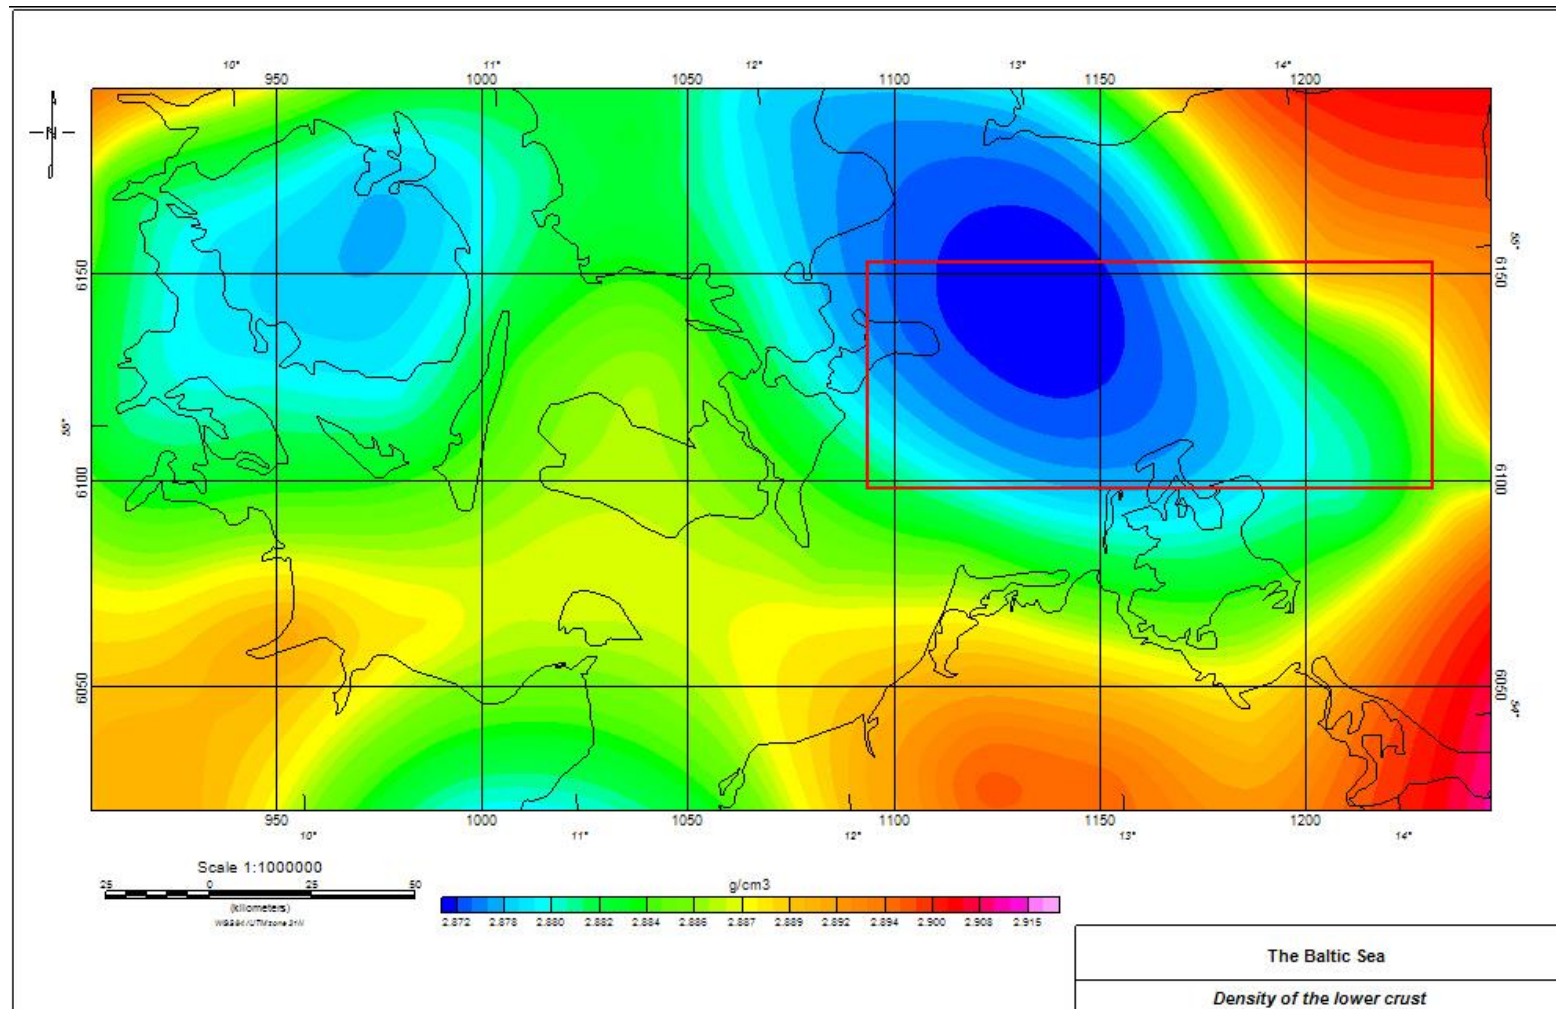 10° 11° 12° 13° 14°
950 1000 1050 1100 1150 1200
N
6150 6150
55°
6100 6100
6050 6050
54°
950 1000 1050 1100 1150 1200
10° 11° 12° 13° 14°
Scale 1:1000000
25 0 25 50
(kilometers)
g/cm3
2.872 2.878 2.880 2.882 2.884 2.886 2.887 2.889 2.892 2.894 2.900 2.908 2.915
The Baltic Sea
Density of the lower crust